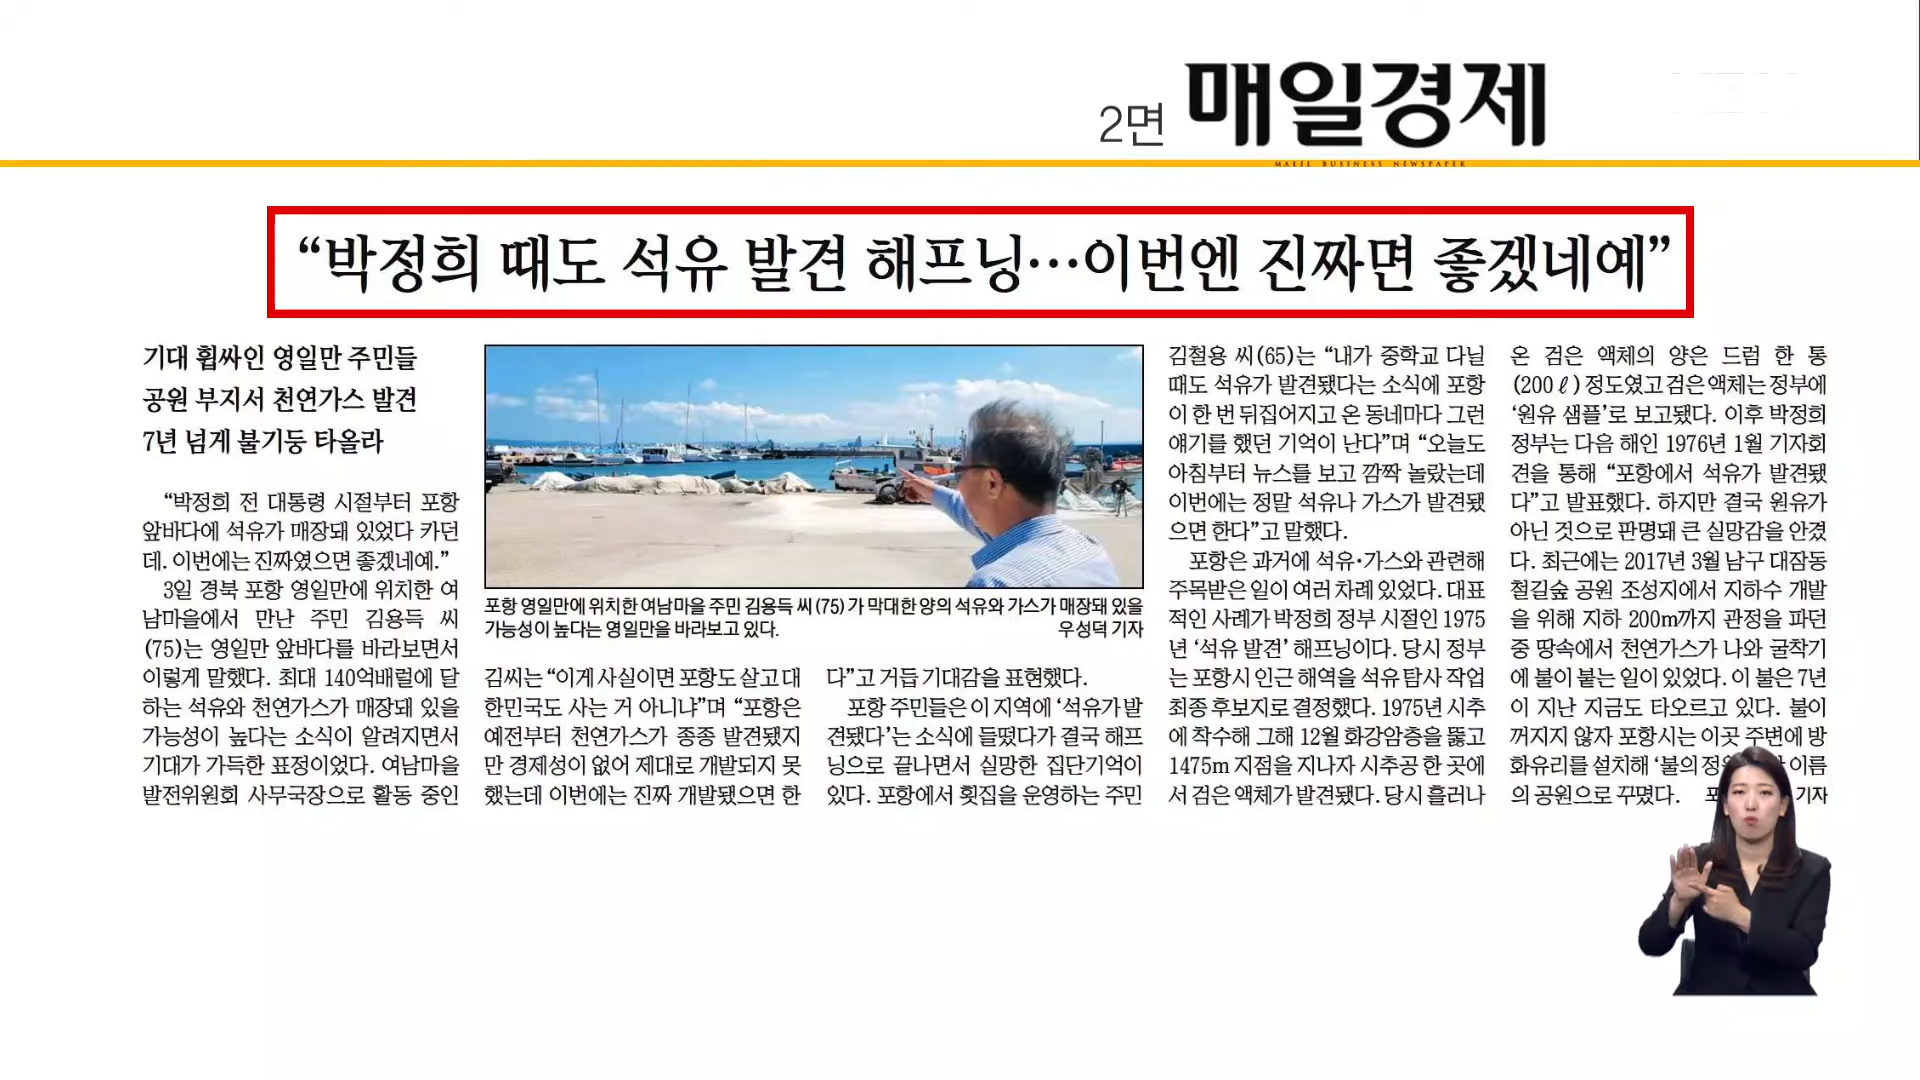 2면 매일경제
MAEIL BUSINESS NEWSPAPER
“박정희 때도 석유 발견 해프닝…이번엔 진짜면 좋겠네예”
기대 휩싸인 영일만 주민들
공원 부지서 천연가스 발견
7년 넘게 불기둥 타올라
“박정희 전 대통령 시절부터 포항
앞바다에 석유가 매장돼 있었다 카던
데. 이번에는 진짜였으면 좋겠네예.”
3일 경북 포항 영일만에 위치한 여
남마을에서 만난 주민 김용득 씨
(75)는 영일만 앞바다를 바라보면서
이렇게 말했다. 최대 140억배럴에 달
하는 석유와 천연가스가 매장돼 있을
가능성이 높다는 소식이 알려지면서
기대가 가득한 표정이었다. 여남마을
발전위원회 사무국장으로 활동 중인
포항 영일만에 위치한 여남마을 주민 김용득 씨(75)가 막대한 양의 석유와 가스가 매장돼 있을
가능성이 높다는 영일만을 바라보고 있다. 우성덕 기자
김씨는 “이게 사실이면 포항도 살고 대
한민국도 사는 거 아니냐”며 “포항은
예전부터 천연가스가 종종 발견됐지
만 경제성이 없어 제대로 개발되지 못
했는데 이번에는 진짜 개발됐으면 한
다”고 거듭 기대감을 표현했다.
포항 주민들은 이 지역에 ‘석유가 발
견됐다’는 소식에 들떴다가 결국 해프
닝으로 끝나면서 실망한 집단기억이
있다. 포항에서 횟집을 운영하는 주민
김철용 씨(65)는 “내가 중학교 다닐
때도 석유가 발견됐다는 소식에 포항
이 한 번 뒤집어지고 온 동네마다 그런
얘기를 했던 기억이 난다”며 “오늘도
아침부터 뉴스를 보고 깜짝 놀랐는데
이번에는 정말 석유나 가스가 발견됐
으면 한다”고 말했다.
포항은 과거에 석유·가스와 관련해
주목받은 일이 여러 차례 있었다. 대표
적인 사례가 박정희 정부 시절인 1975
년 ‘석유 발견’ 해프닝이다. 당시 정부
는 포항시 인근 해역을 석유 탐사 작업
최종 후보지로 결정했다. 1975년 시추
에 착수해 그해 12월 화강암층을 뚫고
1475m 지점을 지나자 시추공 한 곳에
서 검은 액체가 발견됐다. 당시 흘러나
온 검은 액체의 양은 드럼 한 통
(200ℓ) 정도였고 검은 액체는 정부에
‘원유 샘플’로 보고됐다. 이후 박정희
정부는 다음 해인 1976년 1월 기자회
견을 통해 “포항에서 석유가 발견됐
다”고 발표했다. 하지만 결국 원유가
아닌 것으로 판명돼 큰 실망감을 안겼
다. 최근에는 2017년 3월 남구 대잠동
철길숲 공원 조성지에서 지하수 개발
을 위해 지하 200m까지 관정을 파던
중 땅속에서 천연가스가 나와 굴착기
에 불이 붙는 일이 있었다. 이 불은 7년
이 지난 지금도 타오르고 있다. 불이
꺼지지 않자 포항시는 이곳 주변에 방
화유리를 설치해 ‘불의 이름
의 공원으로 꾸몄다. 기자